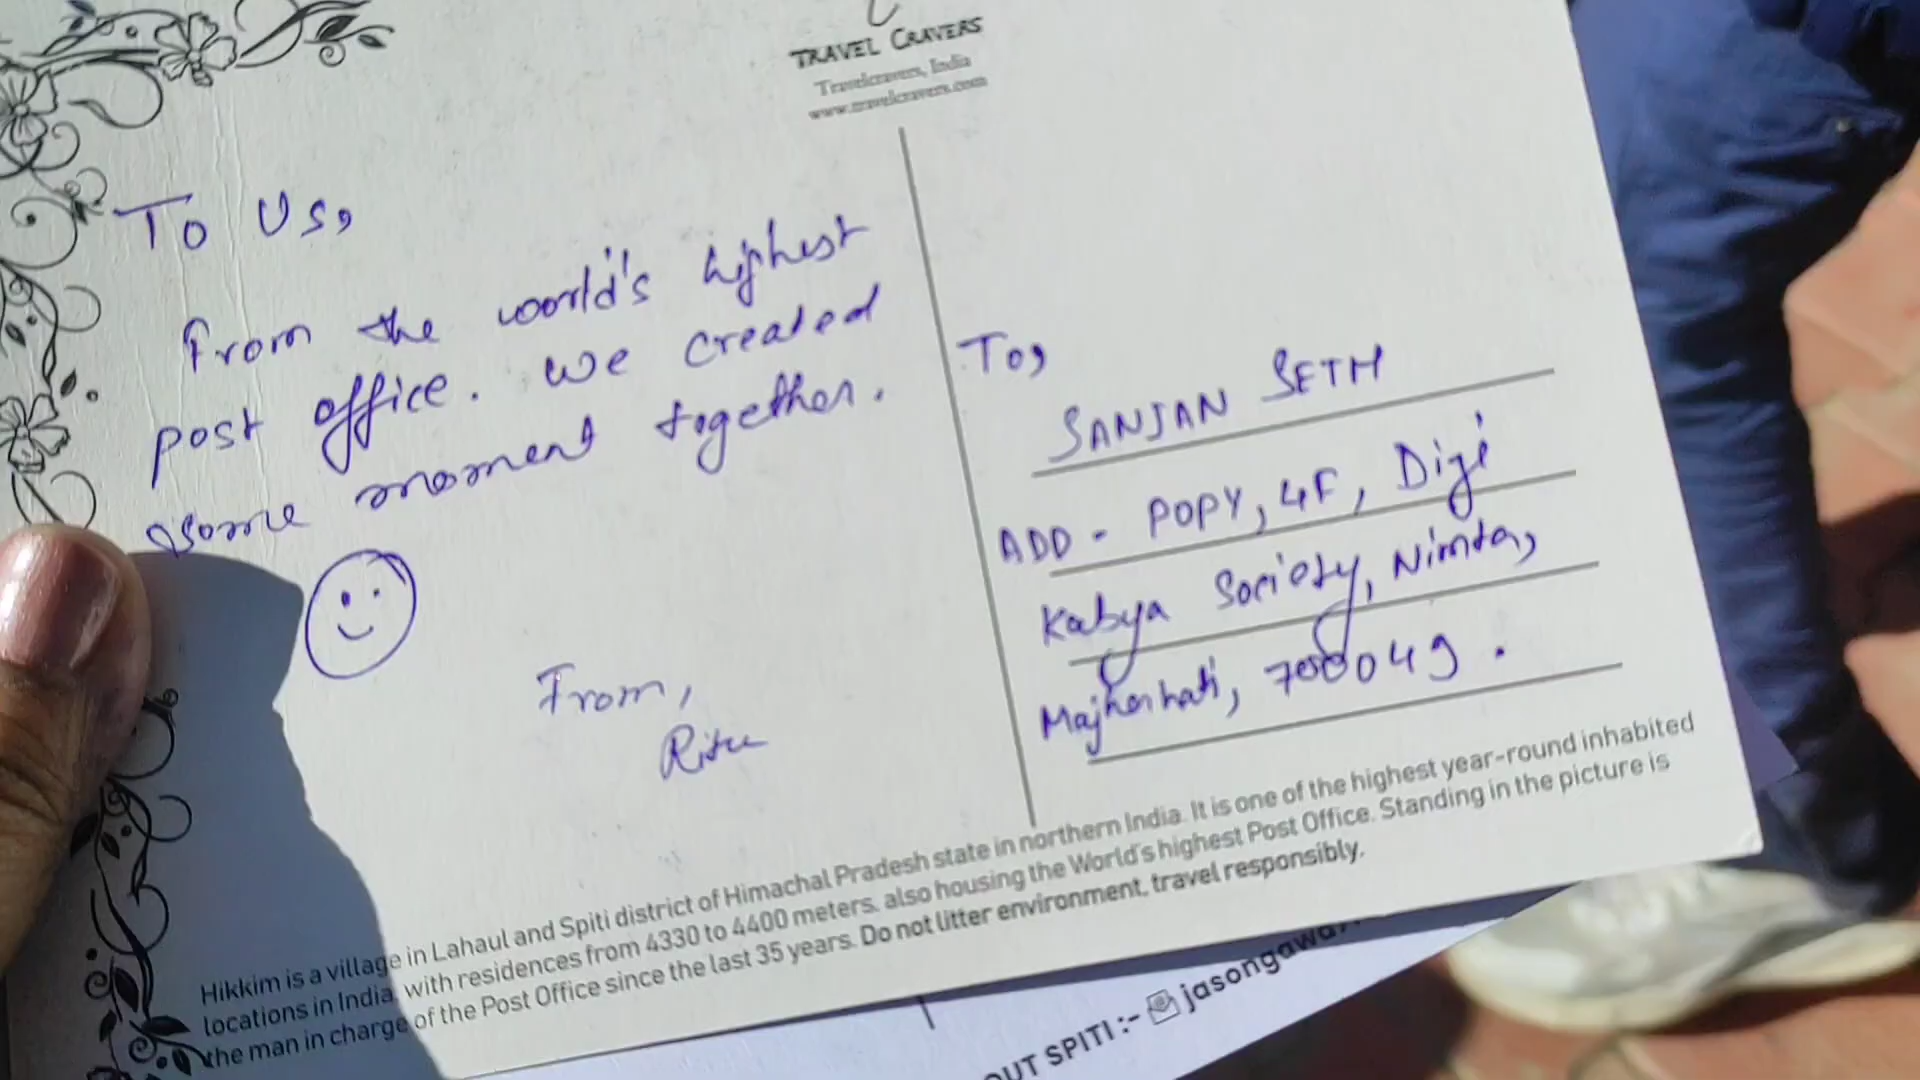 TRAVEL CRAVERS
Travelcravers, India
www.travelcravers.com
To Us,
From the world's highest
post office. we created
some moment together.
From,
Ritu
To,
SANJAN SETH
ADD - POPY, 4F, Digi
Kabya Society, Nimta,
Majherhati, 700049.
Hikkim is a village in Lahaul and Spiti district of Himachal Pradesh state in northern India. It is one of the highest year-round inhabited
locations in India, with residences from 4330 to 4400 meters, also housing the World's highest Post Office. Standing in the picture is
the man in charge of the Post Office since the last 35 years. Do not litter environment, travel responsibly.
OUT SPITI :- jasongawa